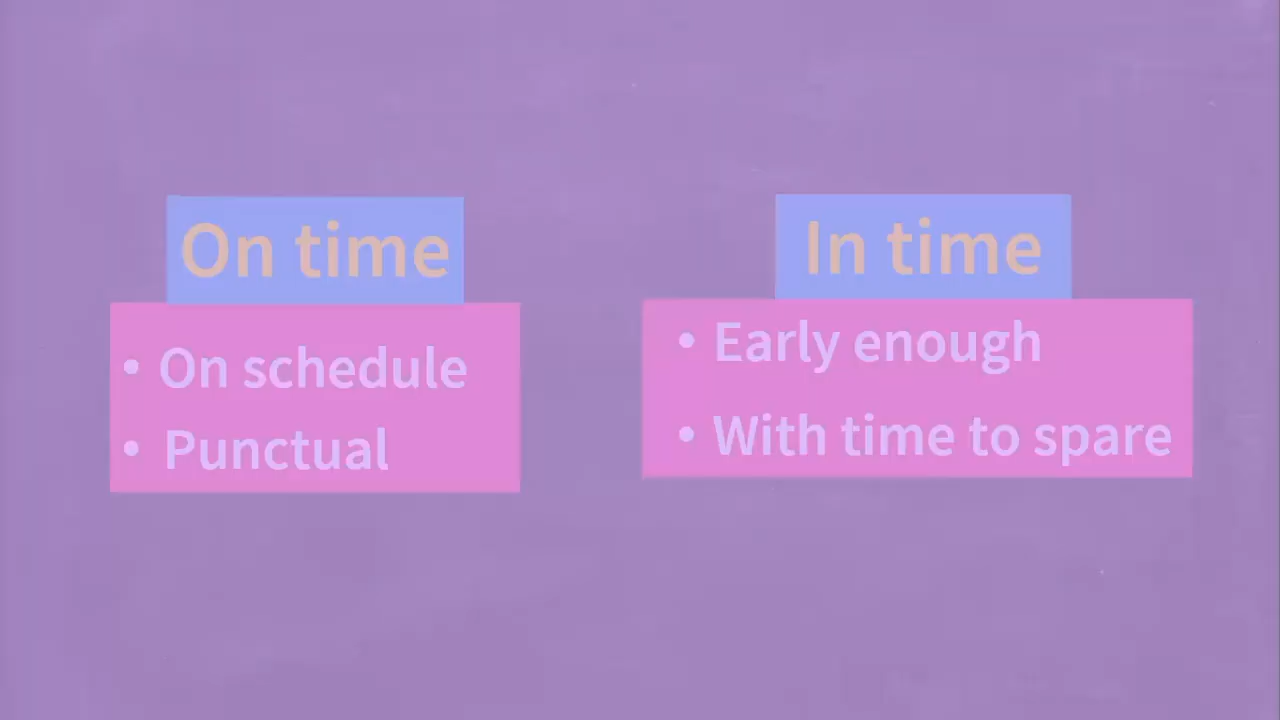 On time
• On schedule
• Punctual
In time
• Early enough
• With time to spare